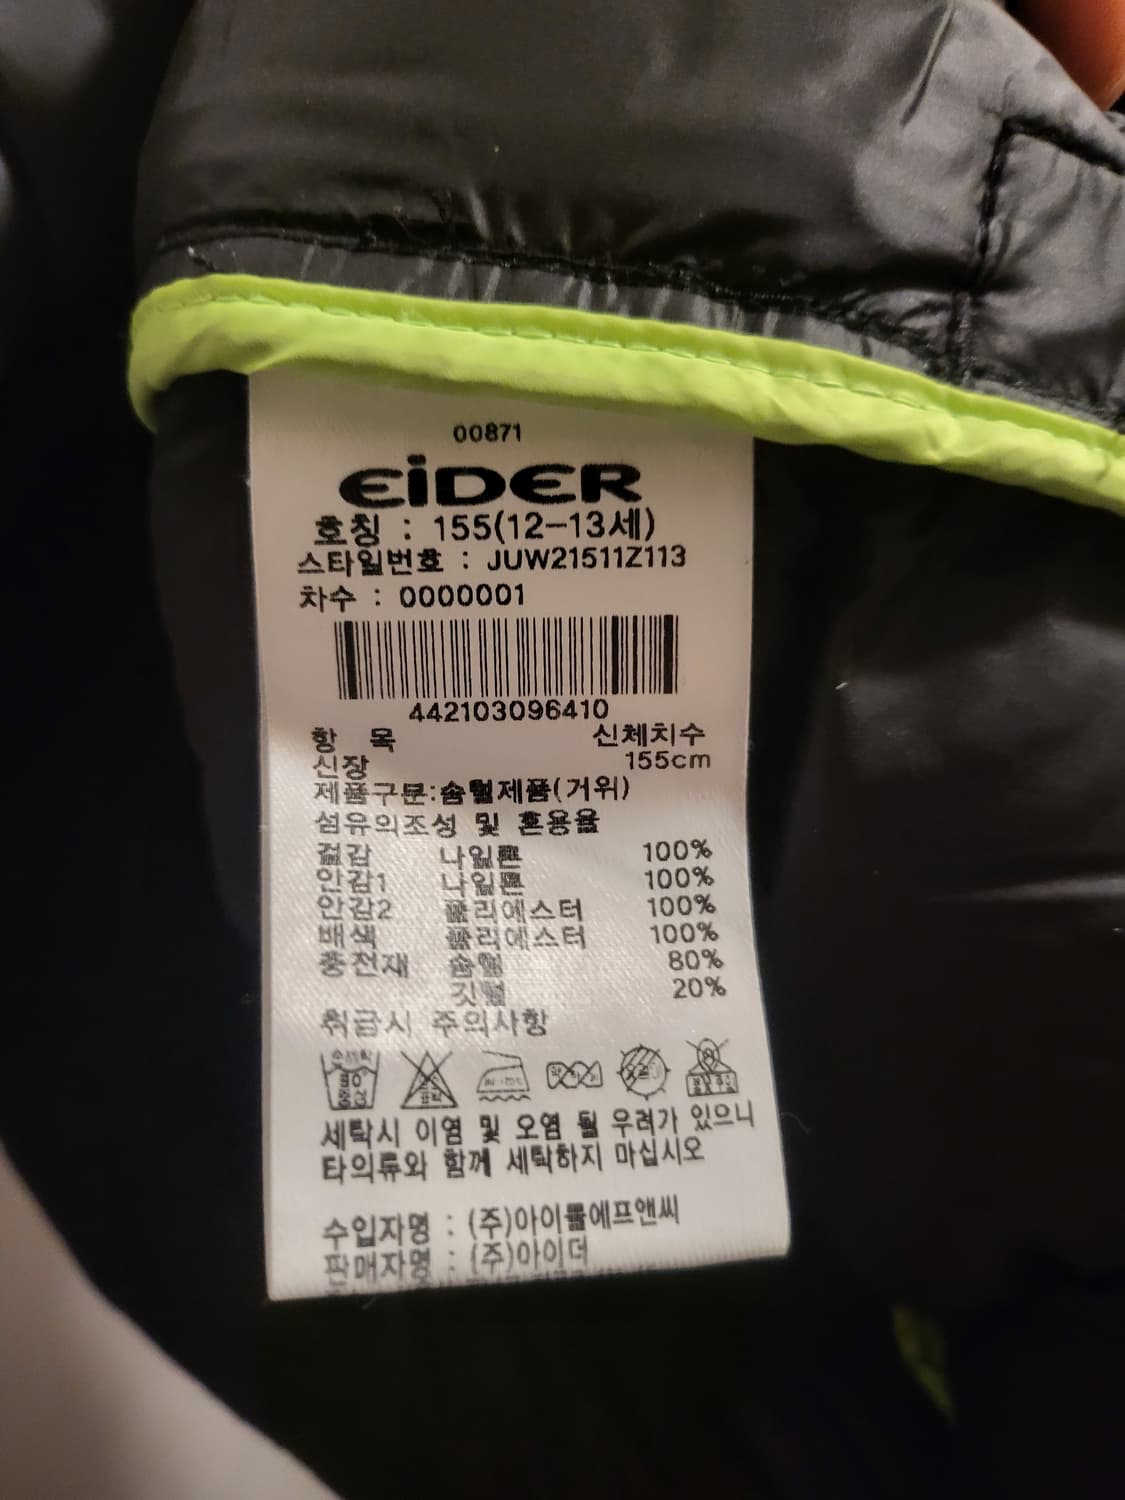 00871
EiDER
호칭 : 155(12-13세)
스타일번호 : JUW21511Z113
차수 : 0000001
442103096410
항 목 신체치수
신장 155cm
제품구분:솜털제품(거위)
섬유의조성 및 혼용율
겉감 나일론 100%
안감1 나일론 100%
안감2 폴리에스터 100%
배색 폴리에스터 100%
충전재 솜털 80%
깃털 20%
취급시 주의사항
손세탁 30 중성
세탁시 이염 및 오염 될 우려가 있으니
타의류와 함께 세탁하지 마십시오
수입자명 : (주)아이룰에프앤씨
판매자명 : (주)아이더